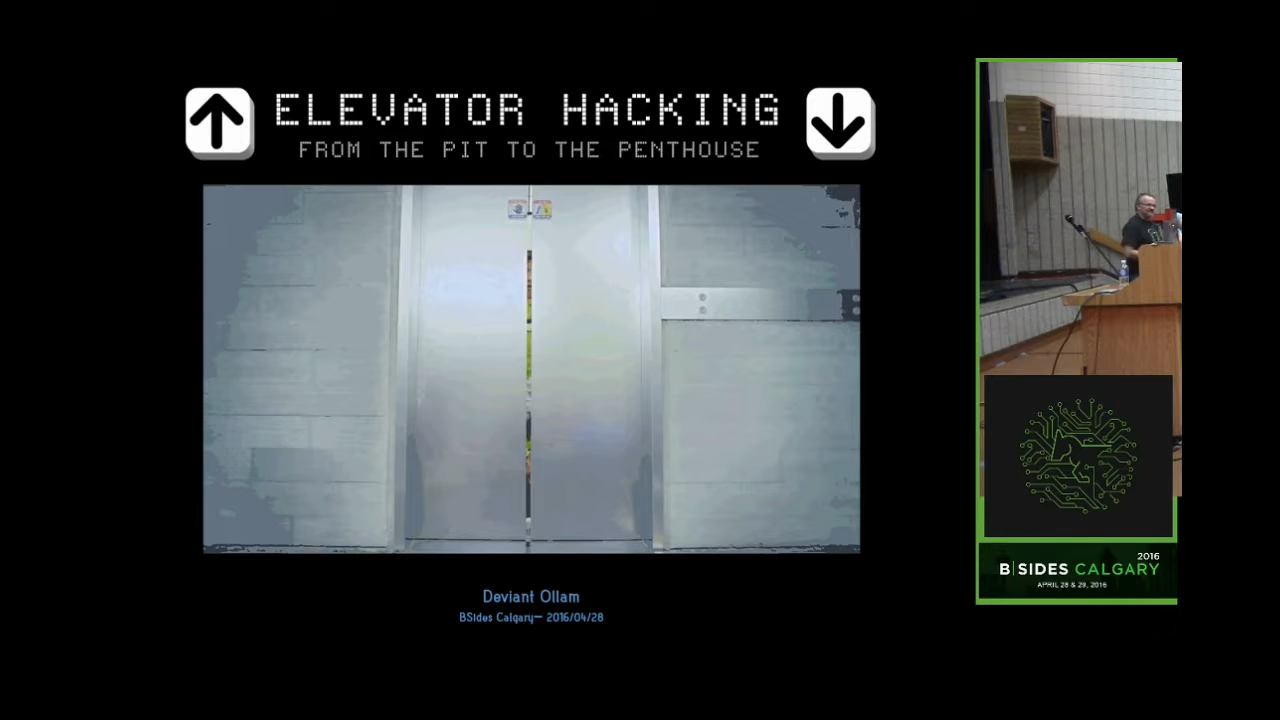 ELEVATOR HACKING
FROM THE PIT TO THE PENTHOUSE
Deviant Ollam
BSides Calgary— 2016/04/28
2016
B|SIDES CALGARY
APRIL 28 & 29, 2016